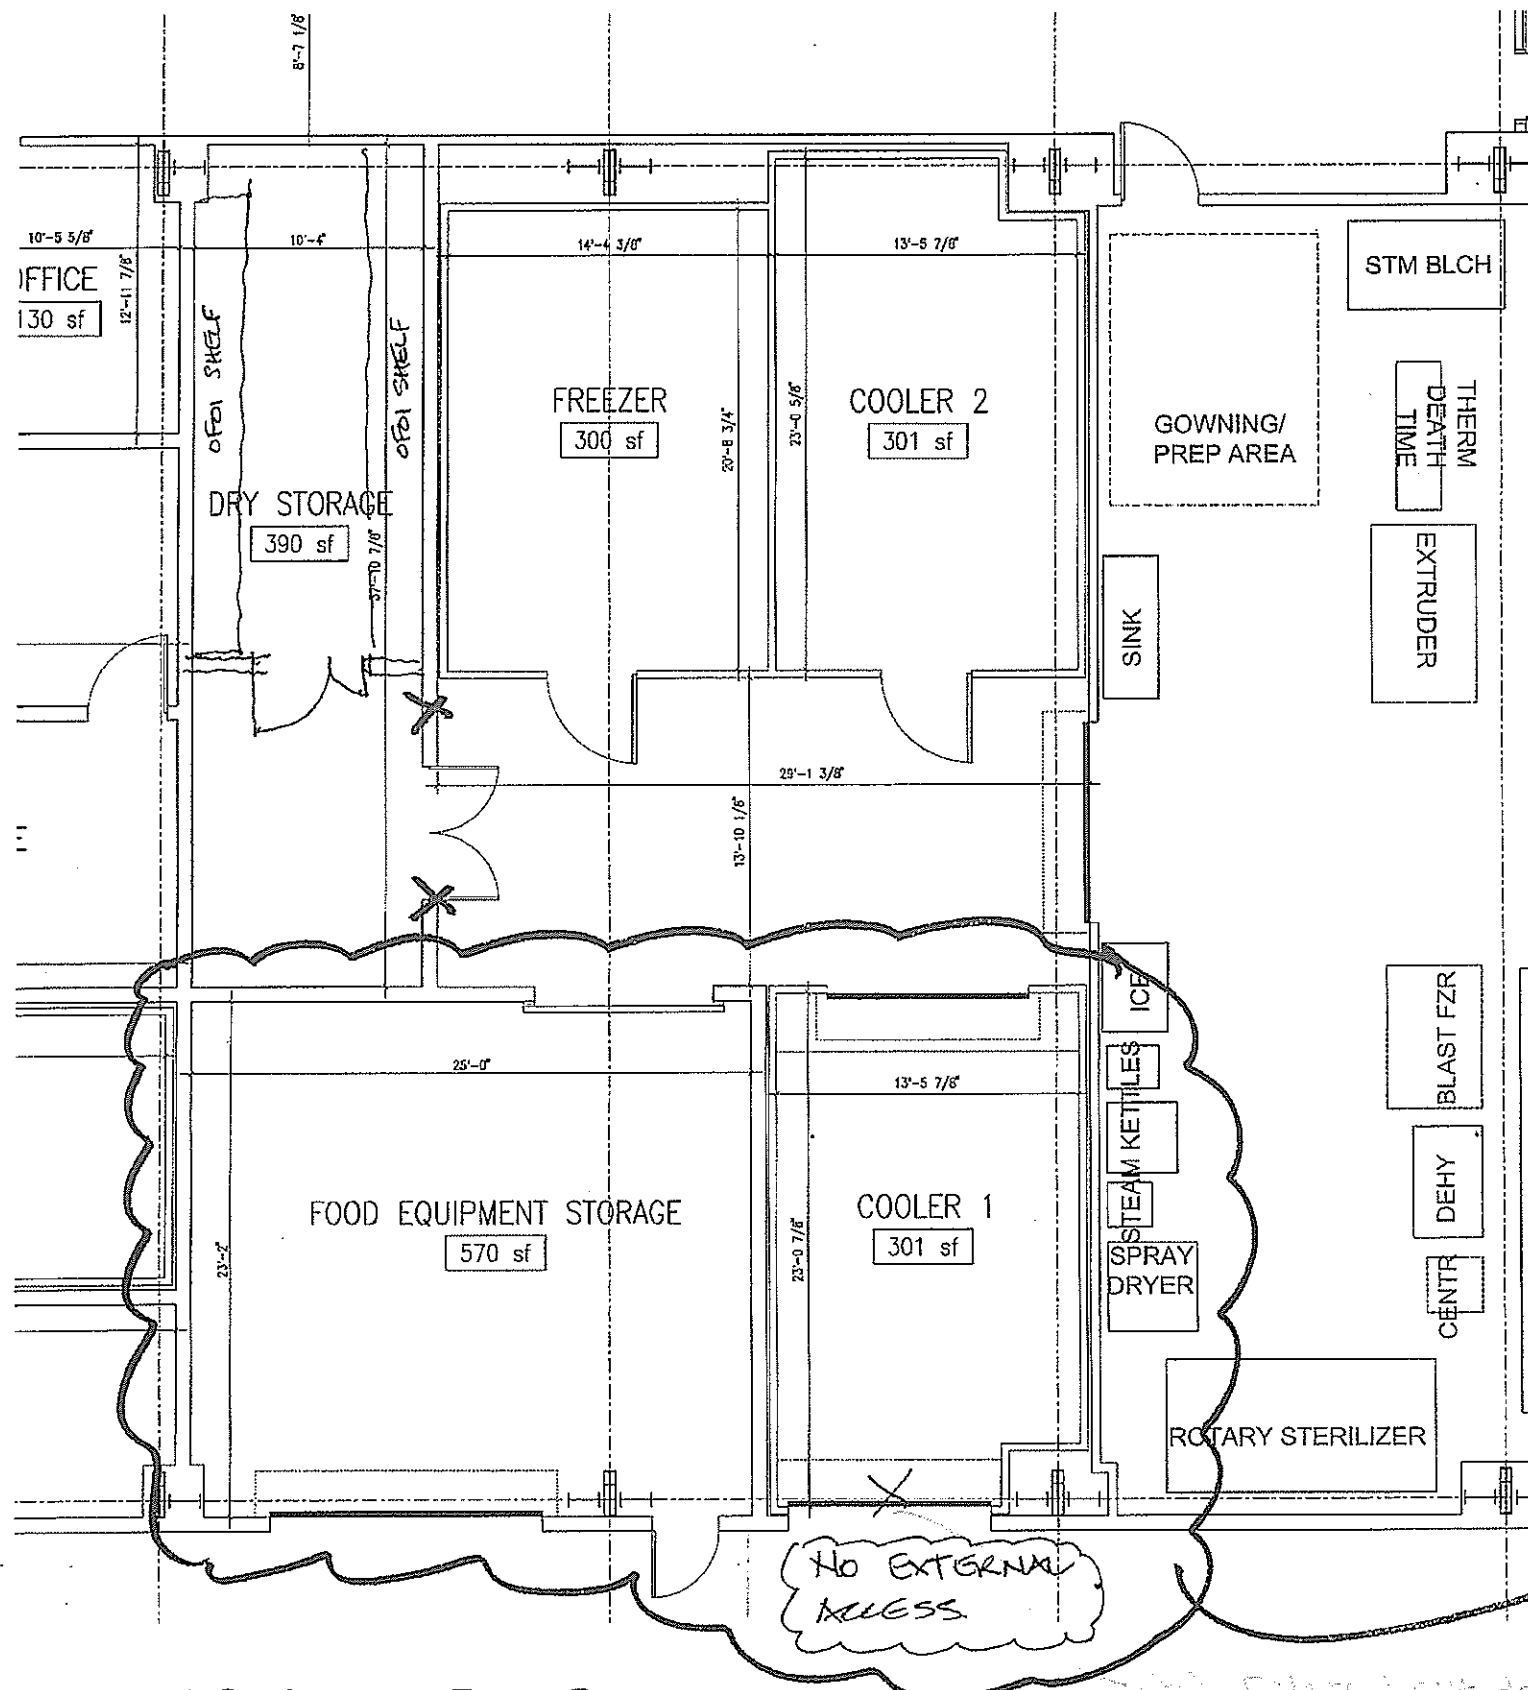 8'-7 1/8"
10'-5 5/8"
10'-4"
14'-4 3/8"
13'-5 7/8"
STM BLCH
OFFICE
130 sf
12'-11 7/8"
OFOI SHELF
OFOI SHELF
FREEZER
300 sf
20'-8 3/4"
23'-0 5/8"
COOLER 2
301 sf
GOWNING/
PREP AREA
THERM
DEATH
TIME
DRY STORAGE
390 sf
37'-10 7/8"
EXTRUDER
SINK
29'-1 3/8"
13'-10 1/8"
ICE
BLAST FZR
25'-0"
13'-5 7/8"
STEAM KETTLES
DEHY
FOOD EQUIPMENT STORAGE
570 sf
23'-2"
COOLER 1
301 sf
23'-0 7/8"
SPRAY
DRYER
CENTR
ROTARY STERILIZER
NO EXTERNAL
ACCESS.